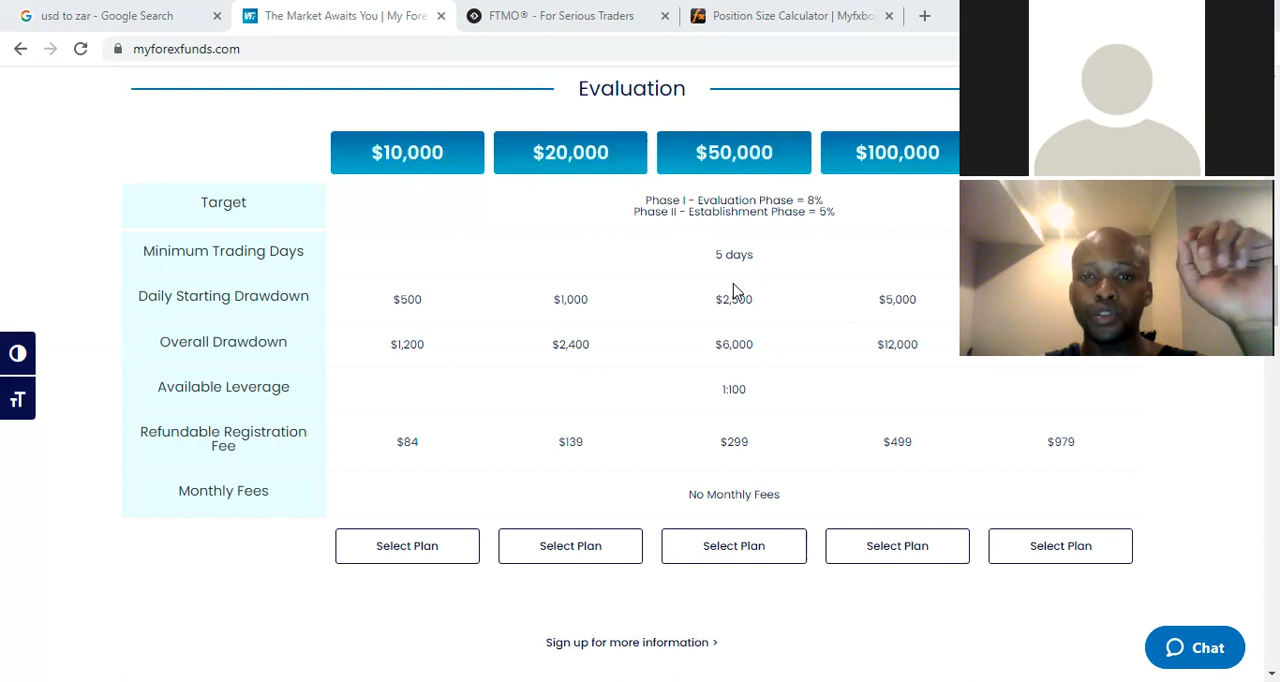 usd to zar - Google Search
The Market Awaits You | My Fore
FTMO® - For Serious Traders
Position Size Calculator | Myfxbo
myforexfunds.com
Evaluation
$10,000 $20,000 $50,000 $100,000
Target
Phase I - Evaluation Phase = 8%
Phase II - Establishment Phase = 5%
Minimum Trading Days 5 days
Daily Starting Drawdown $500 $1,000 $5,000
Overall Drawdown $1,200 $2,400 $6,000 $12,000
Available Leverage 1:100
Refundable Registration
Fee
$84 $139 $299 $499 $979
Monthly Fees No Monthly Fees
Select Plan Select Plan Select Plan Select Plan Select Plan
Sign up for more information >
Chat